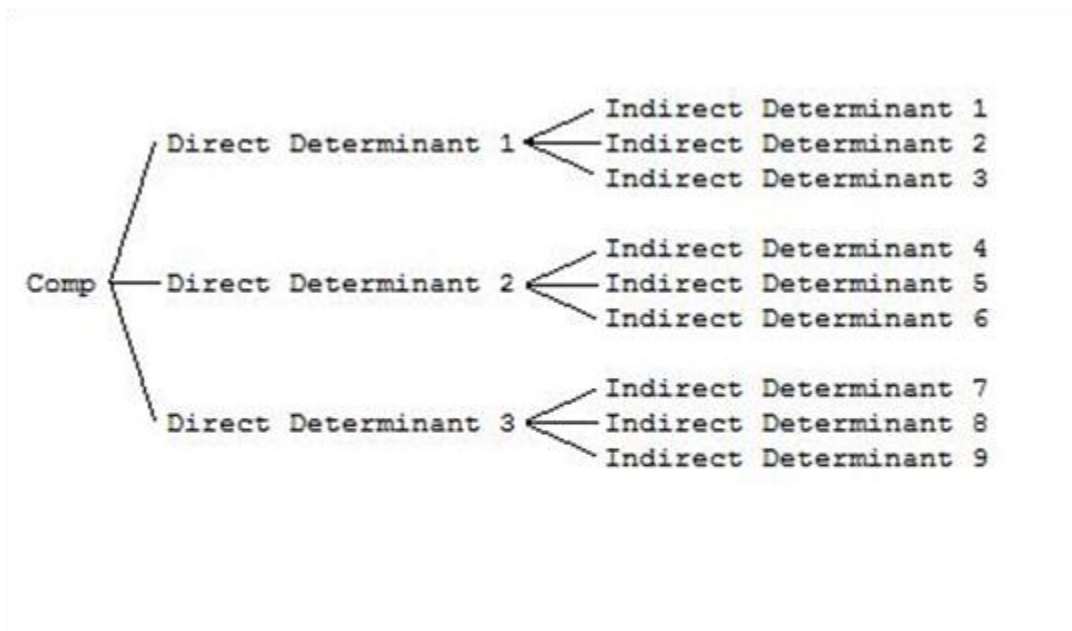 Indirect Determinant 1
Direct Determinant 1 Indirect Determinant 2
Indirect Determinant 3
Indirect Determinant 4
Comp Direct Determinant 2 Indirect Determinant 5
Indirect Determinant 6
Indirect Determinant 7
Direct Determinant 3 Indirect Determinant 8
Indirect Determinant 9